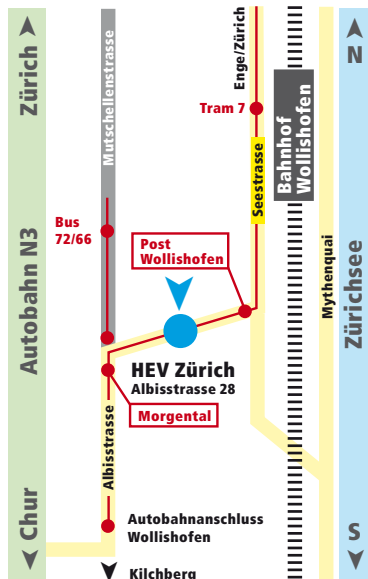 Zürich
Autobahn N3
Chur
Mutschellenstrasse
Enge/Zürich
Tram 7
Seestrasse
Bahnhof
Wollishofen
N
Bus
72/66
Post
Wollishofen
Mythenquai
Zürichsee
HEV Zürich
Albisstrasse 28
Morgental
Albisstrasse
Autobahnanschluss
Wollishofen
S
Kilchberg